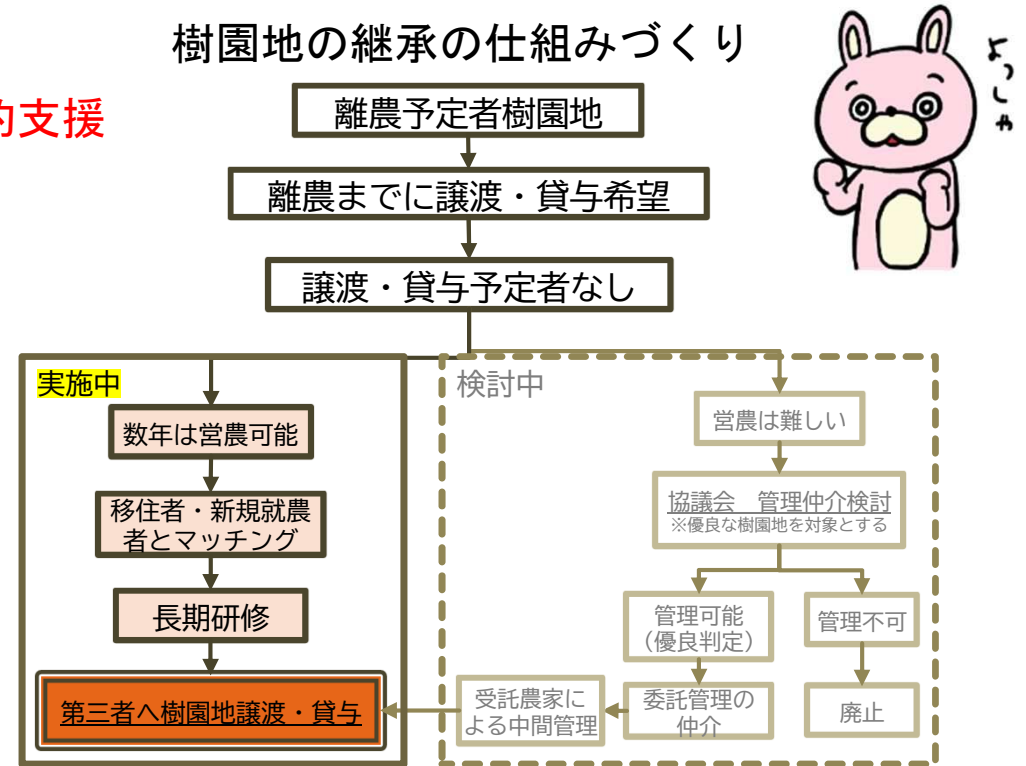 樹園地の継承の仕組みづくり
的支援
よっしゃ
離農予定者樹園地
離農までに譲渡・貸与希望
譲渡・貸与予定者なし
実施中
数年は営農可能
移住者・新規就農
者とマッチング
長期研修
第三者へ樹園地譲渡・貸与
検討中
営農は難しい
協議会　管理仲介検討
※優良な樹園地を対象とする
管理可能
（優良判定）
管理不可
受託農家に
よる中間管理
委託管理の
仲介
廃止